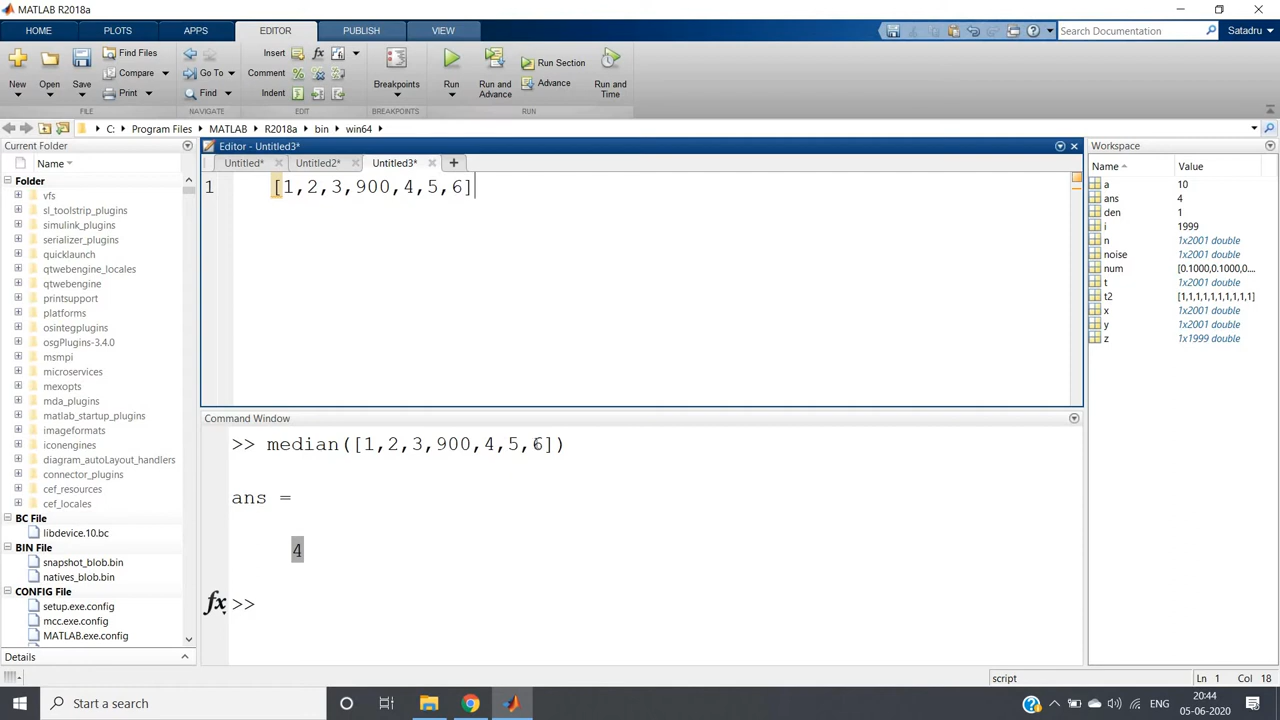 MATLAB R2018a
HOME PLOTS APPS EDITOR PUBLISH VIEW
Search Documentation
Satadru
New
Open
Save
Find Files
Compare
Print
FILE
Go To
Find
NAVIGATE
Insert
Comment
Indent
EDIT
Breakpoints
BREAKPOINTS
Run
Run and
Advance
Run Section
Advance
Run and
Time
RUN
C: Program Files MATLAB R2018a bin win64
Current Folder
Name
Folder
vfs
sl_toolstrip_plugins
simulink_plugins
serializer_plugins
quicklaunch
qtwebengine_locales
qtwebengine
printsupport
platforms
osintegplugins
osgPlugins-3.4.0
msmpi
microservices
mexopts
mda_plugins
matlab_startup_plugins
imageformats
iconengines
diagram_autoLayout_handlers
connector_plugins
cef_resources
cef_locales
BC File
libdevice.10.bc
BIN File
snapshot_blob.bin
natives_blob.bin
CONFIG File
setup.exe.config
mcc.exe.config
MATLAB.exe.config
Details
Editor - Untitled3*
Untitled* Untitled2* Untitled3*
1 [1,2,3,900,4,5,6]
Command Window
>> median([1,2,3,900,4,5,6])
ans =
4
fx >>
Workspace
Name Value
a 10
ans 4
den 1
i 1999
n 1x2001 double
noise 1x2001 double
num [0.1000,0.1000,0....
t 1x2001 double
t2 [1,1,1,1,1,1,1,1,1,1]
x 1x2001 double
y 1x2001 double
z 1x1999 double
script Ln 1 Col 18
Start a search
ENG
20:44
05-06-2020